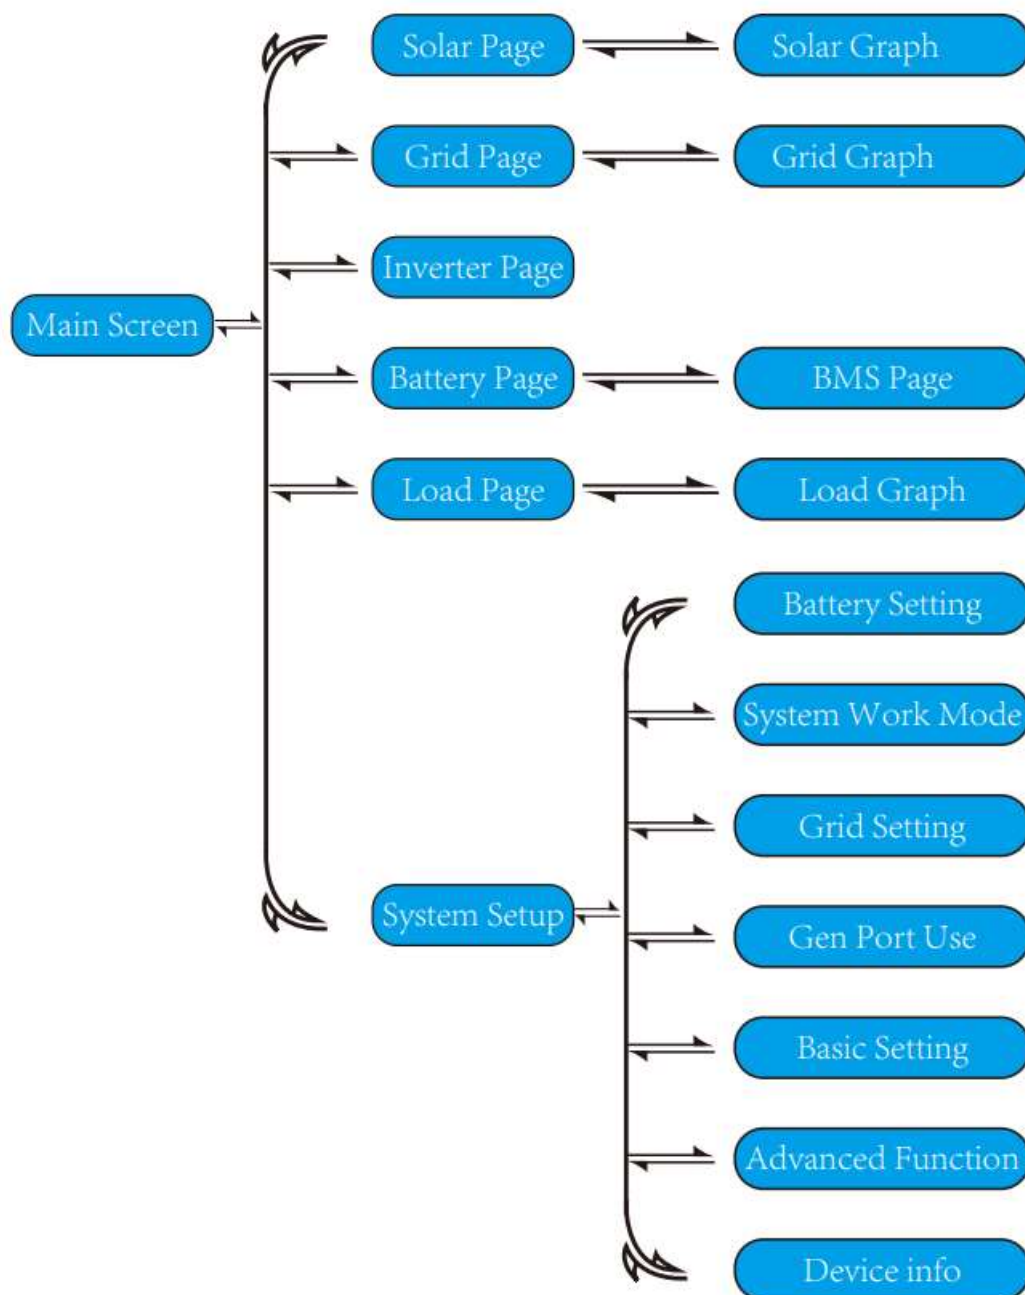 Solar Page
Solar Graph
Grid Page
Grid Graph
Inverter Page
Main Screen
Battery Page
BMS Page
Load Page
Load Graph
Battery Setting
System Work Mode
Grid Setting
System Setup
Gen Port Use
Basic Setting
Advanced Function
Device info